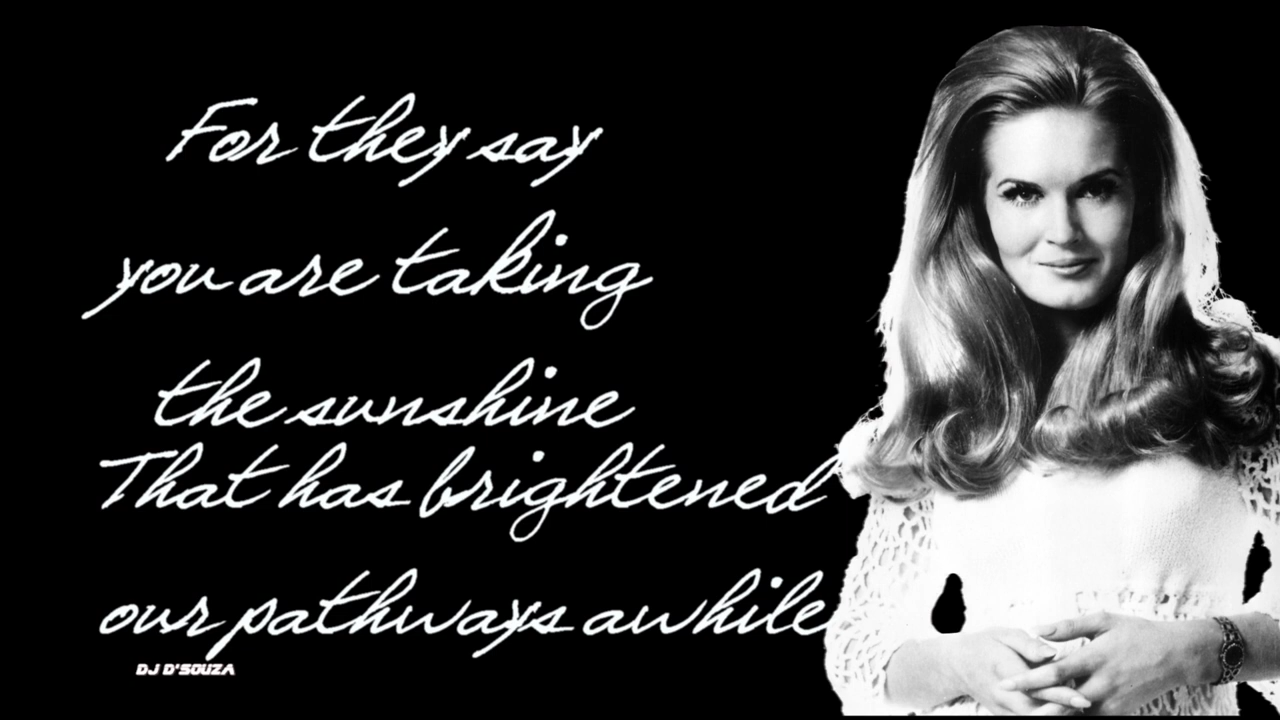 For they say
you are taking
the sunshine
That has brightened
our pathways awhile
DJ D'SOUZA